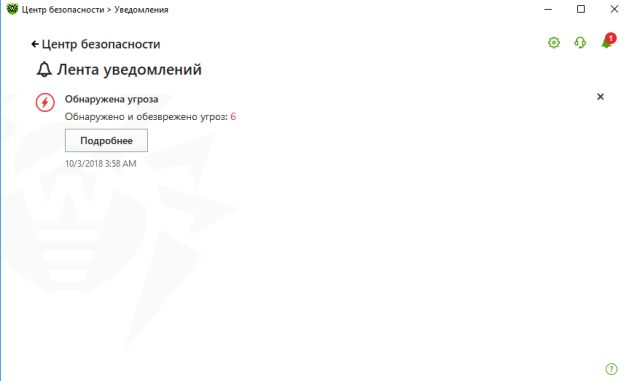 Центр безопасности > Уведомления
Центр безопасности
1
Лента уведомлений
Обнаружена угроза
Обнаружено и обезврежено угроз: 6
Подробнее
10/3/2018 3:58 AM
?